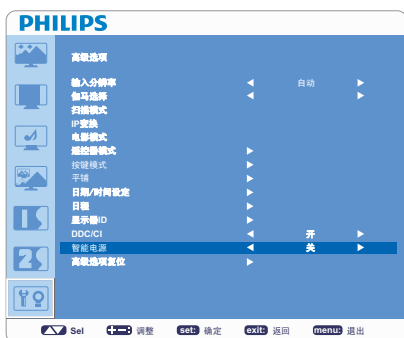 PHILIPS
高级选项
输入分辨率 自动
伽马选择
扫描模式
IP变换
电影模式
遥控器模式
按键模式
平铺
日期/时间设定
日程
显示器ID
DDC/CI 开
智能电源 关
高级选项复位
Sel 调整 set: 确定 exit: 返回 menu: 退出